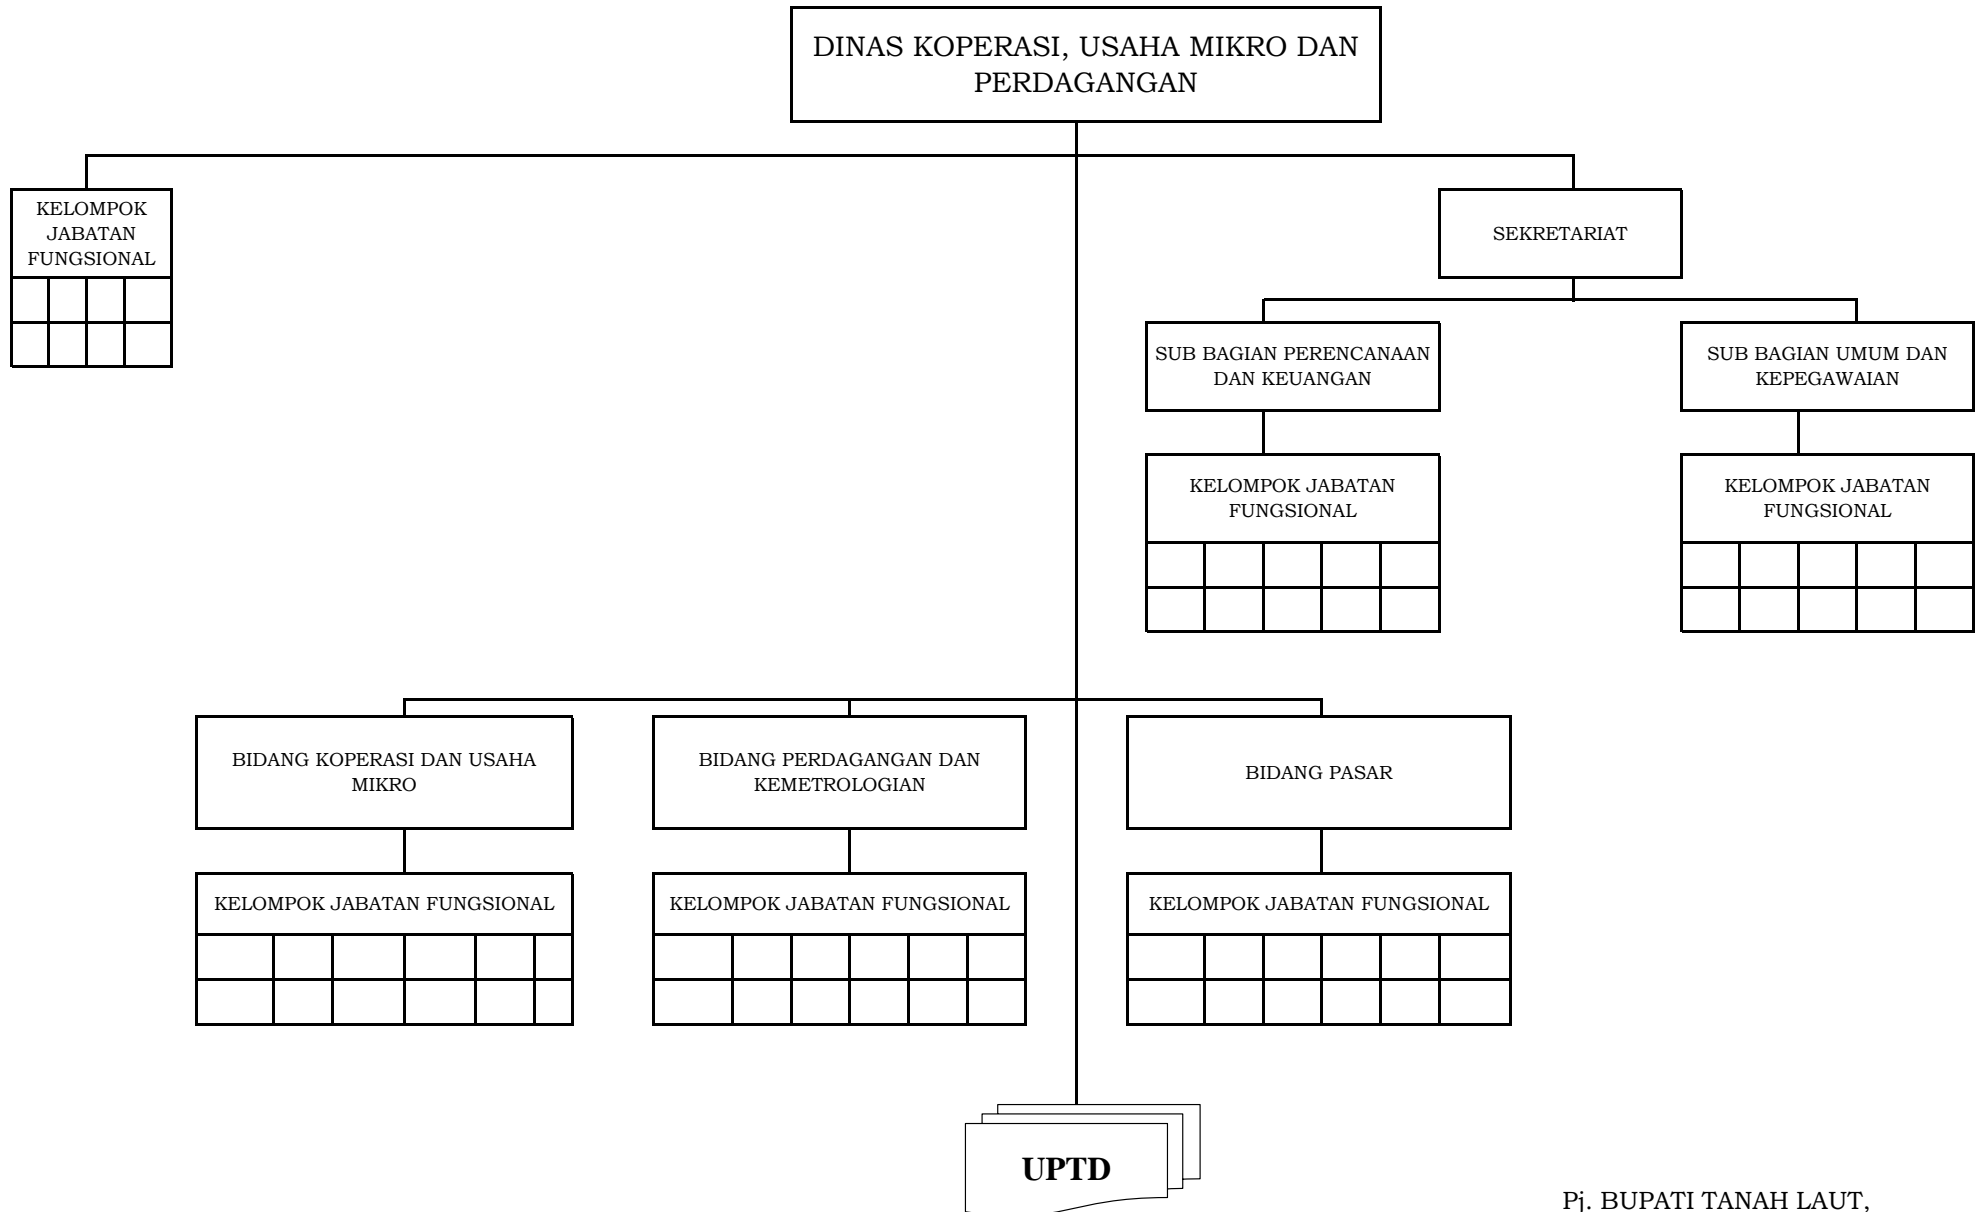 DINAS KOPERASI, USAHA MIKRO DAN
PERDAGANGAN
KELOMPOK
JABATAN
FUNGSIONAL
SEKRETARIAT
SUB BAGIAN PERENCANAAN
DAN KEUANGAN
SUB BAGIAN UMUM DAN
KEPEGAWAIAN
KELOMPOK JABATAN
FUNGSIONAL
KELOMPOK JABATAN
FUNGSIONAL
BIDANG KOPERASI DAN USAHA
MIKRO
BIDANG PERDAGANGAN DAN
KEMETROLOGIAN
BIDANG PASAR
KELOMPOK JABATAN FUNGSIONAL
KELOMPOK JABATAN FUNGSIONAL
KELOMPOK JABATAN FUNGSIONAL
UPTD
Pj. BUPATI TANAH LAUT,